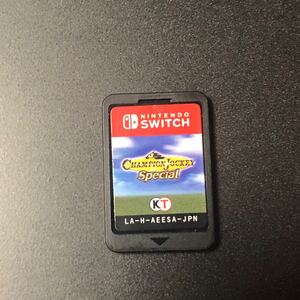 NINTENDO
SWITCH
CHAMPION JOCKEY
Special
KT
LA-H-AEESA-JPN